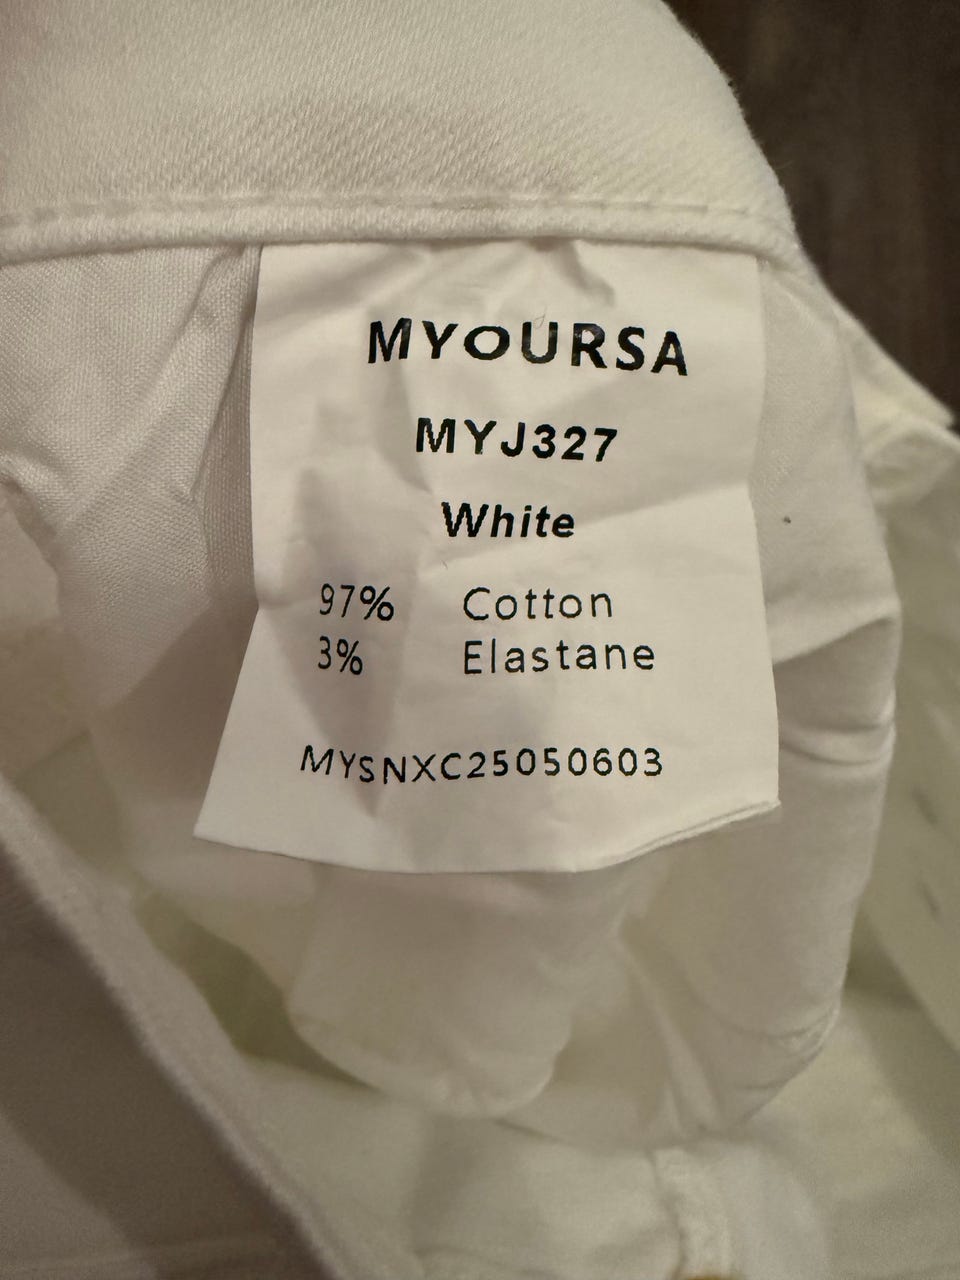 MYOURSA
MYJ327
White
97% Cotton
3% Elastane
MYSNXC25050603